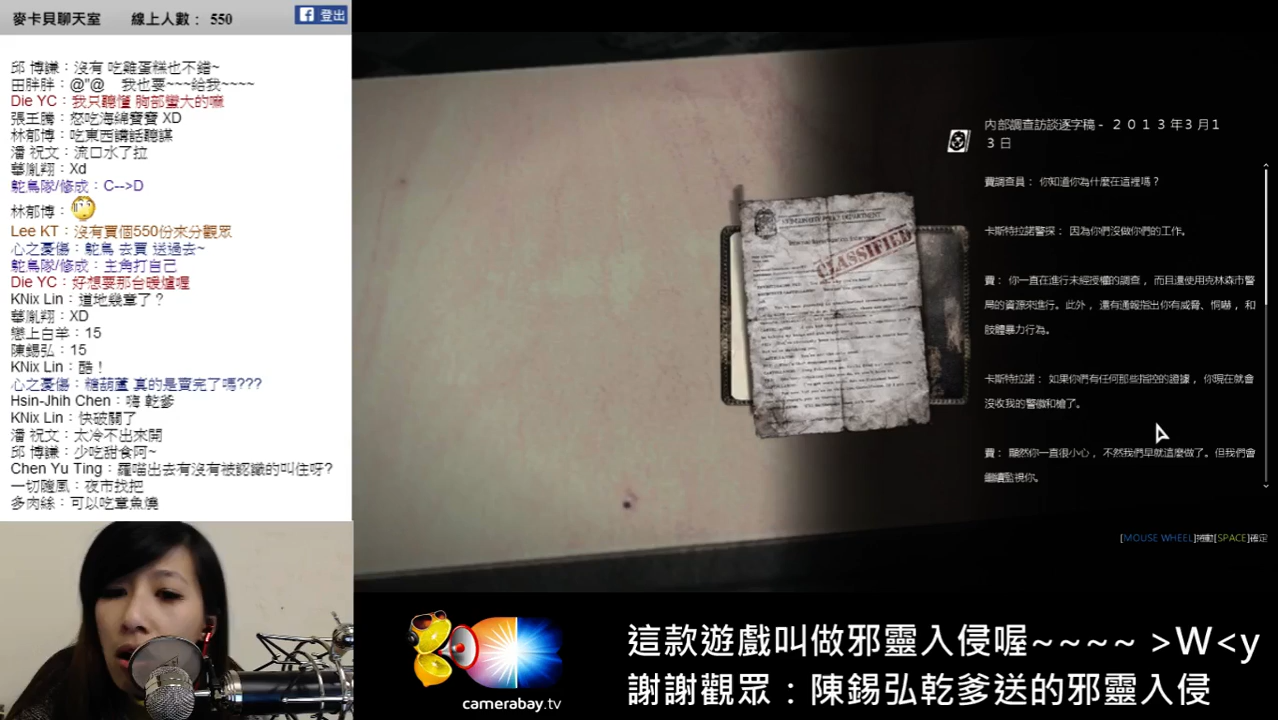 麥卡貝聊天室 線上人數： 550
登出
邱 博謙：沒有 吃雞蛋糕也不錯~
田胖胖：@"@ 我也要~~~給我~~~~
Die YC：我只聽懂 胸部蠻大的嘛
張王騰：怒吃海綿寶寶 XD
林郁博：吃東西講話聽謀
潘 祝文：流口水了拉
華胤翔：Xd
鴕鳥隊/修成：C-->D
林郁博：
Lee KT：沒有買個550份來分觀眾
心之憂傷：鴕鳥 去買 送過去~
鴕鳥隊/修成：主角打自己
Die YC：好想要那台暖爐喔
KNix Lin：道地幾章了？
華胤翔：XD
戀上白羊：15
陳錫弘：15
KNix Lin：酷！
心之憂傷：糖葫蘆 真的是賣完了嗎???
Hsin-Jhih Chen：嗨 乾爹
KNix Lin：快破關了
潘 祝文：太冷不出來開
邱 博謙：少吃甜食阿~
Chen Yu Ting：羅喵出去有沒有被認識的叫住呀?
一切隨風：夜市找把
多肉絲：可以吃章魚燒
CLASSIFIED
內部調查訪談逐字稿 - ２０１３年3 月1
3 日
費調查員： 你知道你為什麼在這裡嗎？
卡斯特拉諾警探： 因為你們沒做你們的工作。
費： 你一直在進行未經授權的調查， 而且還使用克林森市警
局的資源來進行。此外， 還有通報指出你有威脅、恫嚇， 和
肢體暴力行為。
卡斯特拉諾： 如果你們有任何那些指控的證據， 你現在就會
沒收我的警徽和槍了。
費： 顯然你一直很小心， 不然我們早就這麼做了。但我們會
繼續監視你。
[MOUSE WHEEL]捲動[SPACE]確定
camerabay.tv
這款遊戲叫做邪靈入侵喔~~~~ >W<y
謝謝觀眾：陳錫弘乾爹送的邪靈入侵